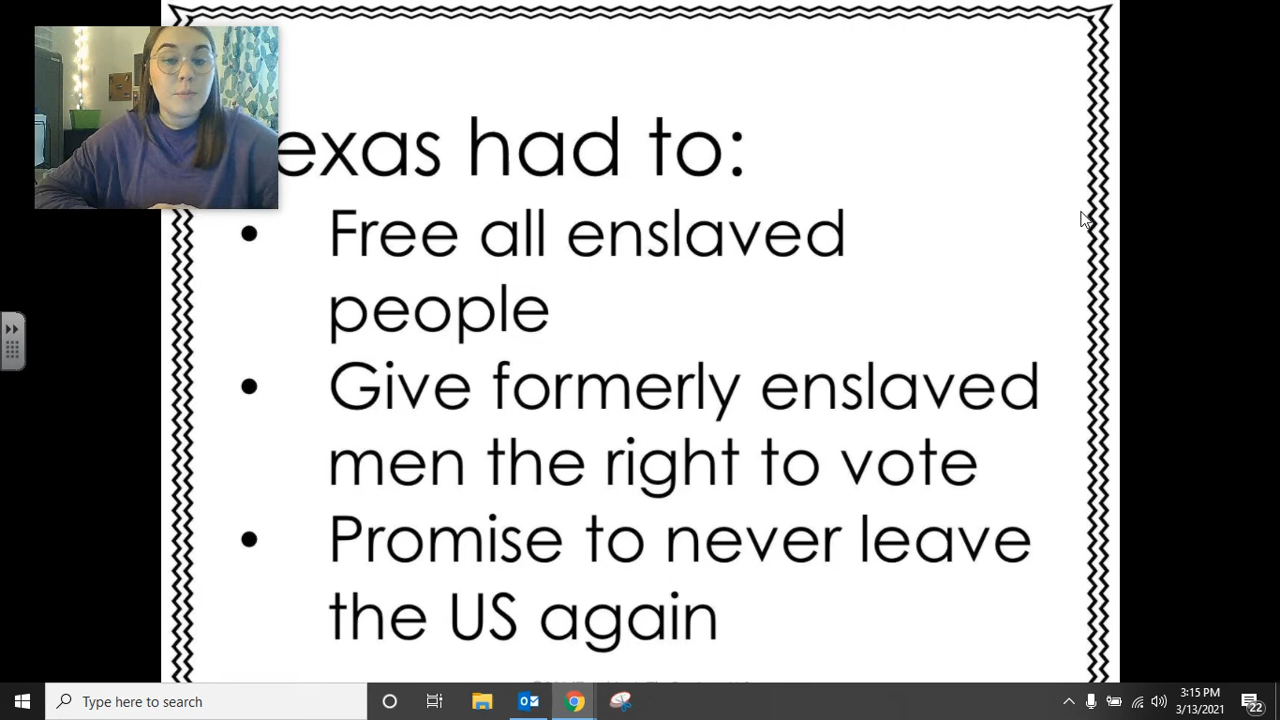 exas had to:
• Free all enslaved
people
• Give formerly enslaved
men the right to vote
• Promise to never leave
the US again
Type here to search
3:15 PM
3/13/2021
22